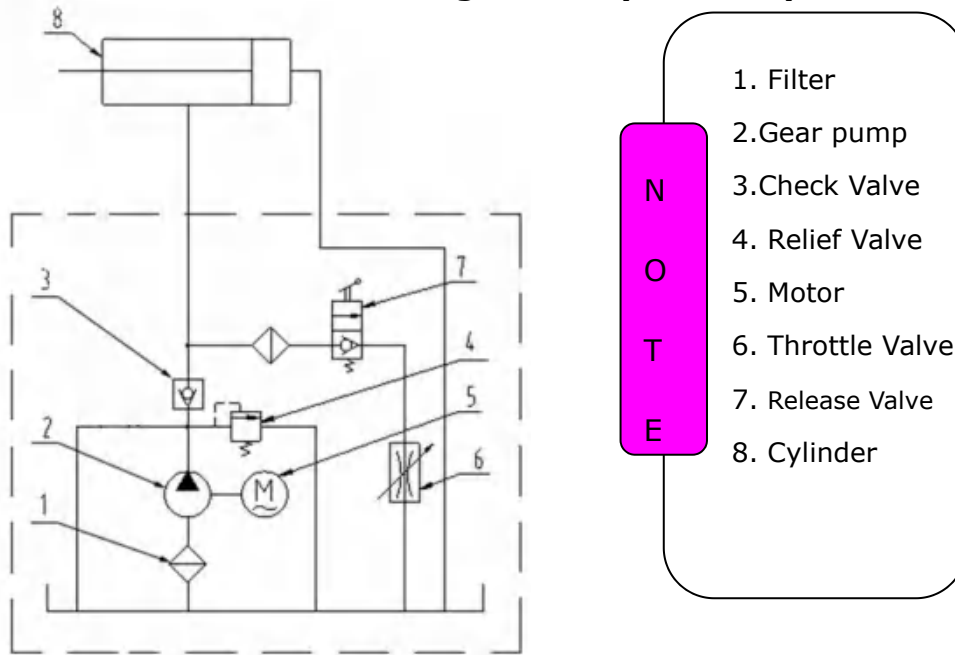 8
3
7
4
2
5
M
1
6
N
O
T
E
1. Filter
2.Gear pump
3.Check Valve
4. Relief Valve
5. Motor
6. Throttle Valve
7. Release Valve
8. Cylinder